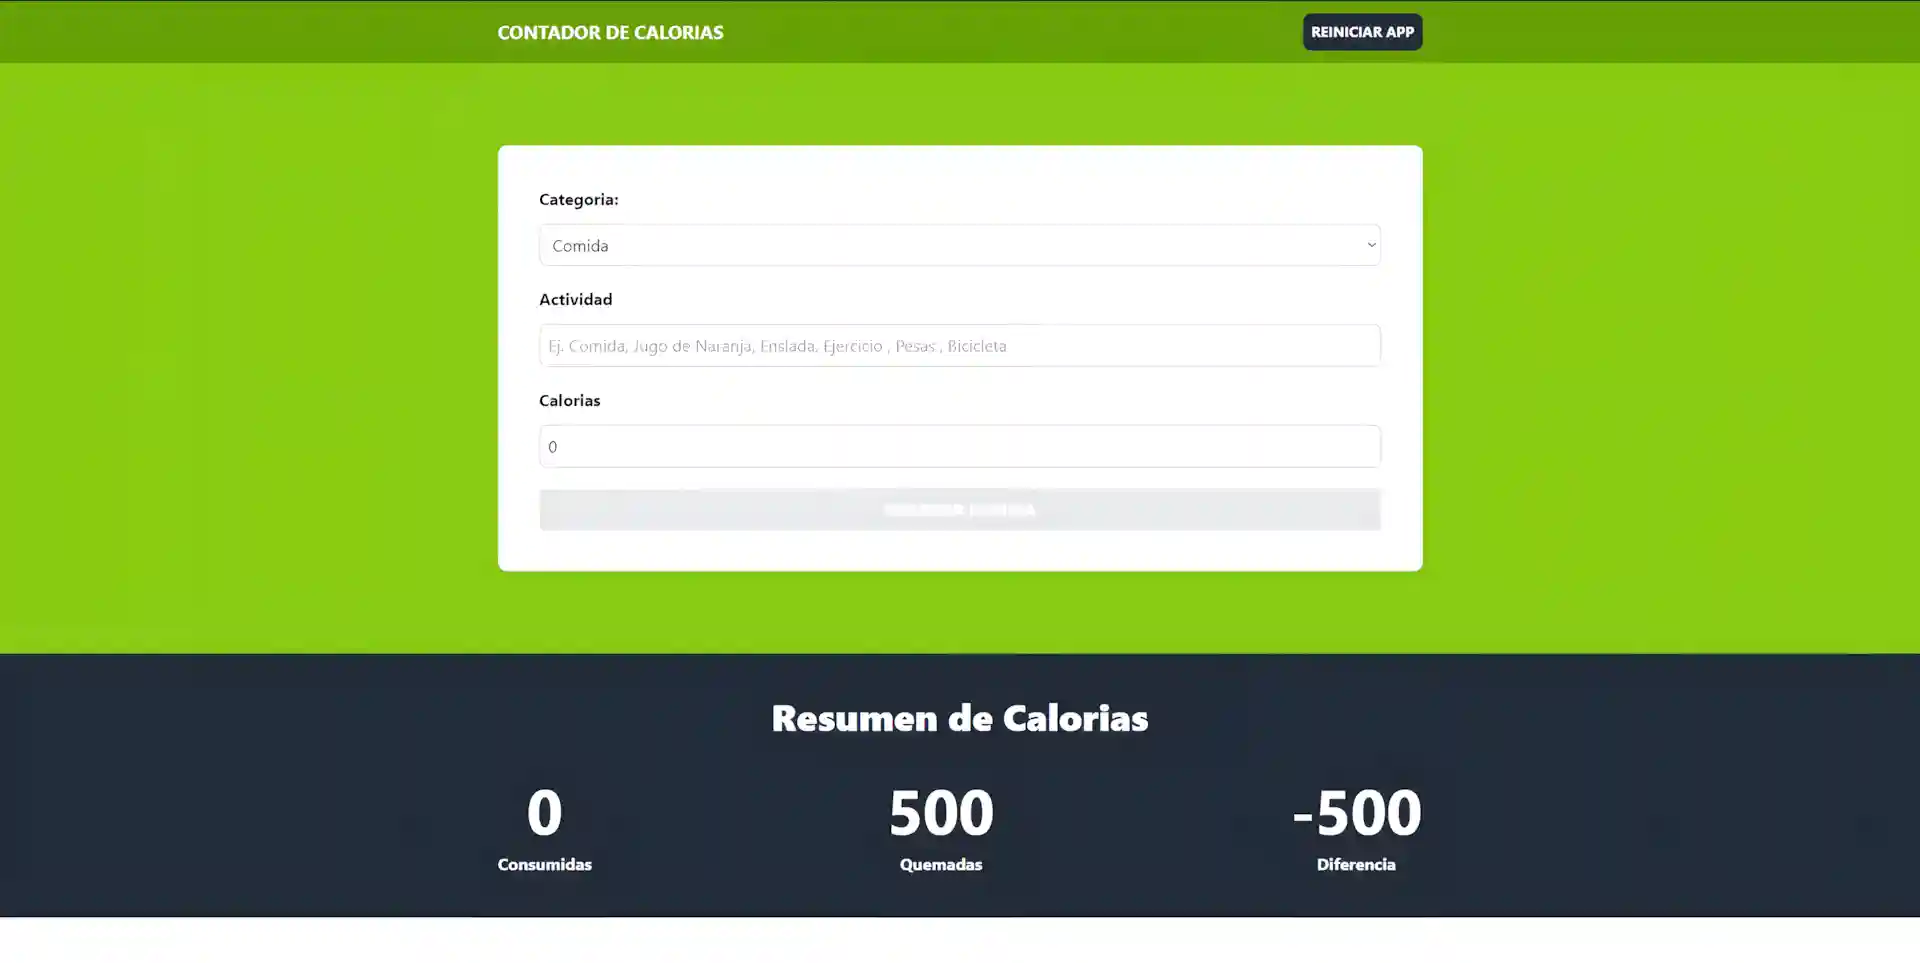 CONTADOR DE CALORIAS
REINICIAR APP
Categoria:
Comida
Actividad
Ej. Comida, Jugo de Naranja, Enslada, Ejercicio , Pesas , Bicicleta
Calorias
0
Resumen de Calorias
0 500 -500
Consumidas Quemadas Diferencia